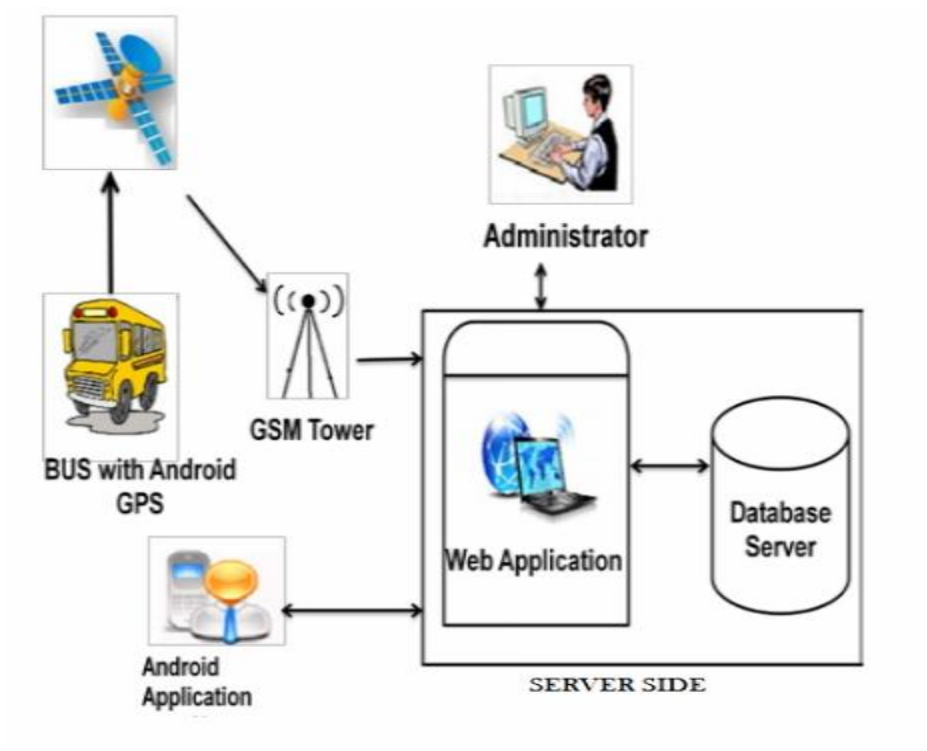 Administrator
GSM Tower
BUS with Android
GPS
Web Application
Database
Server
Android
Application
SERVER SIDE